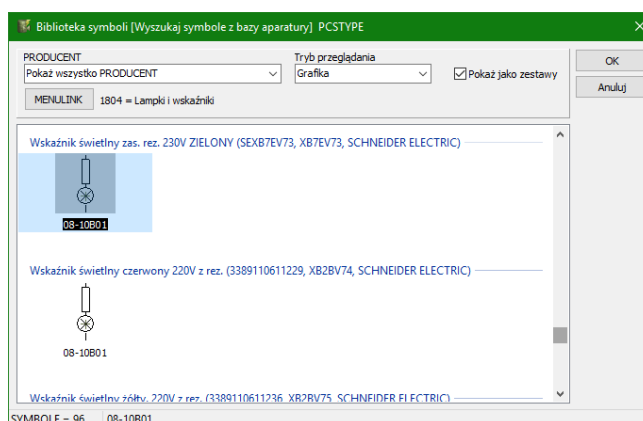 Biblioteka symboli [Wyszukaj symbole z bazy aparatury] PCSTYPE
PRODUCENT
Pokaż wszystko PRODUCENT
Tryb przeglądania
Grafika
Pokaż jako zestawy
OK
Anuluj
MENULINK
1804 = Lampki i wskaźniki
Wskaźnik świetlny zas. rez. 230V ZIELONY (SEXB7EV73, XB7EV73, SCHNEIDER ELECTRIC)
08-10B01
Wskaźnik świetlny czerwony 220V z rez. (3389110611229, XB2BV74, SCHNEIDER ELECTRIC)
08-10B01
Wskaźnik świetlny żółty. 220V z rez. (3389110611236, XB2BV75, SCHNEIDER ELECTRIC)
SYMBOLE = 96
08-10B01